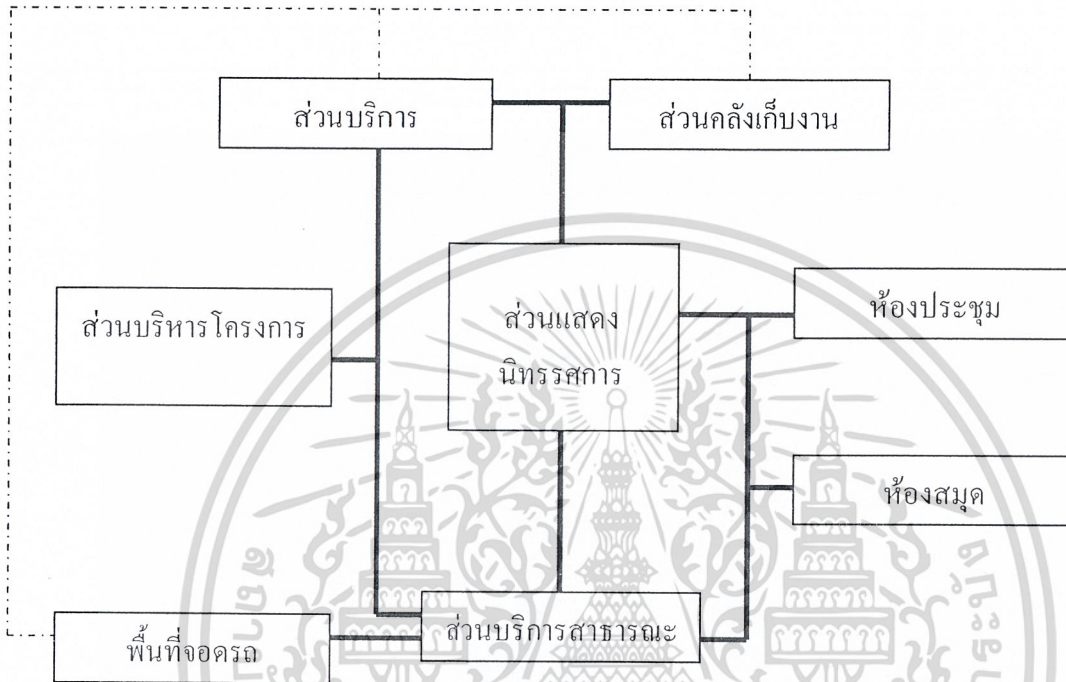 ส่วนบริการ
ส่วนคลังเก็บงาน
ส่วนบริหารโครงการ
ส่วนแสดง
นิทรรศการ
ห้องประชุม
ห้องสมุด
พื้นที่จอดรถ
ส่วนบริการสาธารณะ